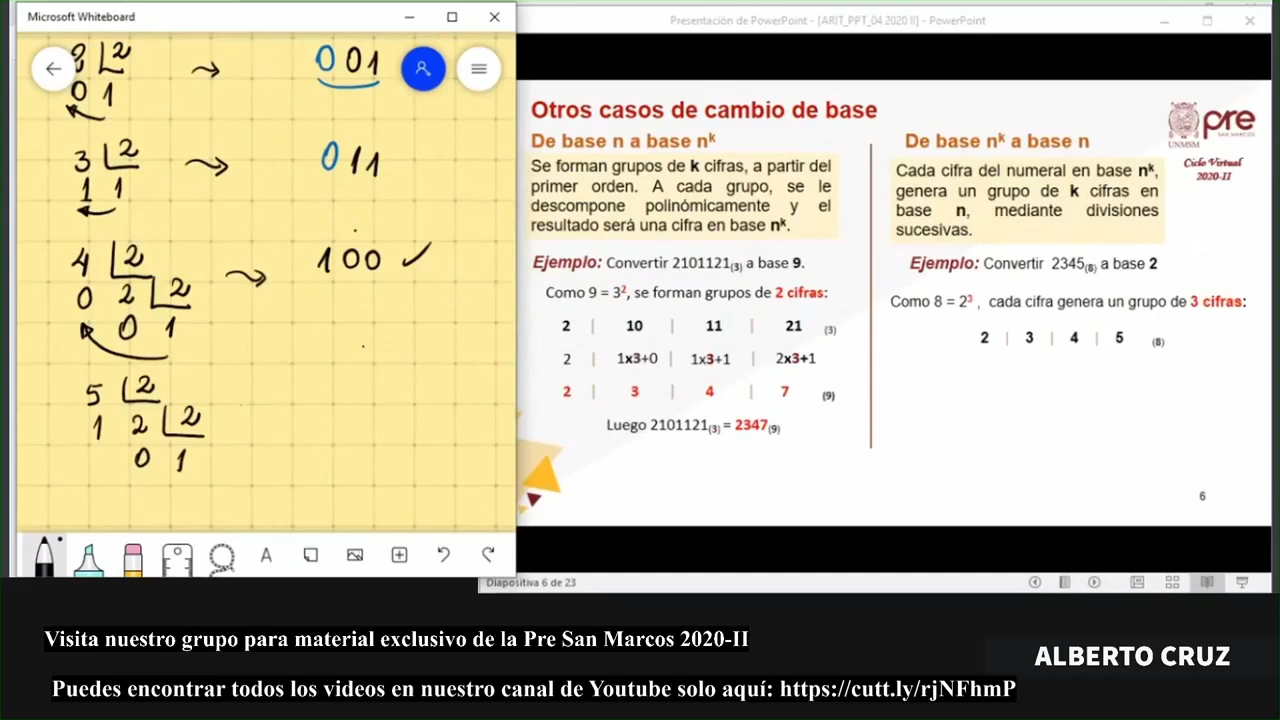 Microsoft Whiteboard
2 2 → 0 01
0 1
3 2 → 0 11
1 1
4 2 → 100 ✓
0 2 2
0 1
5 2
1 2 2
0 1
Presentación de PowerPoint - [ARIT_PPT_04 2020 II] - PowerPoint
Otros casos de cambio de base
De base n a base nᵏ
Se forman grupos de k cifras, a partir del
primer orden. A cada grupo, se le
descompone polinómicamente y el
resultado será una cifra en base nᵏ.
Ejemplo: Convertir 2101121₍₃₎ a base 9.
Como 9 = 3², se forman grupos de 2 cifras:
2 | 10 | 11 | 21 (3)
2 | 1x3+0 | 1x3+1 | 2x3+1
2 | 3 | 4 | 7 (9)
Luego 2101121₍₃₎ = 2347₍₉₎
De base nᵏ a base n
Cada cifra del numeral en base nᵏ,
genera un grupo de k cifras en
base n, mediante divisiones
sucesivas.
Ejemplo: Convertir 2345₍₈₎ a base 2
Como 8 = 2³ , cada cifra genera un grupo de 3 cifras:
2 | 3 | 4 | 5 (8)
UNMSM
pre
SAN MARCOS
Ciclo Virtual
2020-II
6
Diapositiva 6 de 23
Visita nuestro grupo para material exclusivo de la Pre San Marcos 2020-II
ALBERTO CRUZ
Puedes encontrar todos los videos en nuestro canal de Youtube solo aquí: https://cutt.ly/rjNFhmP